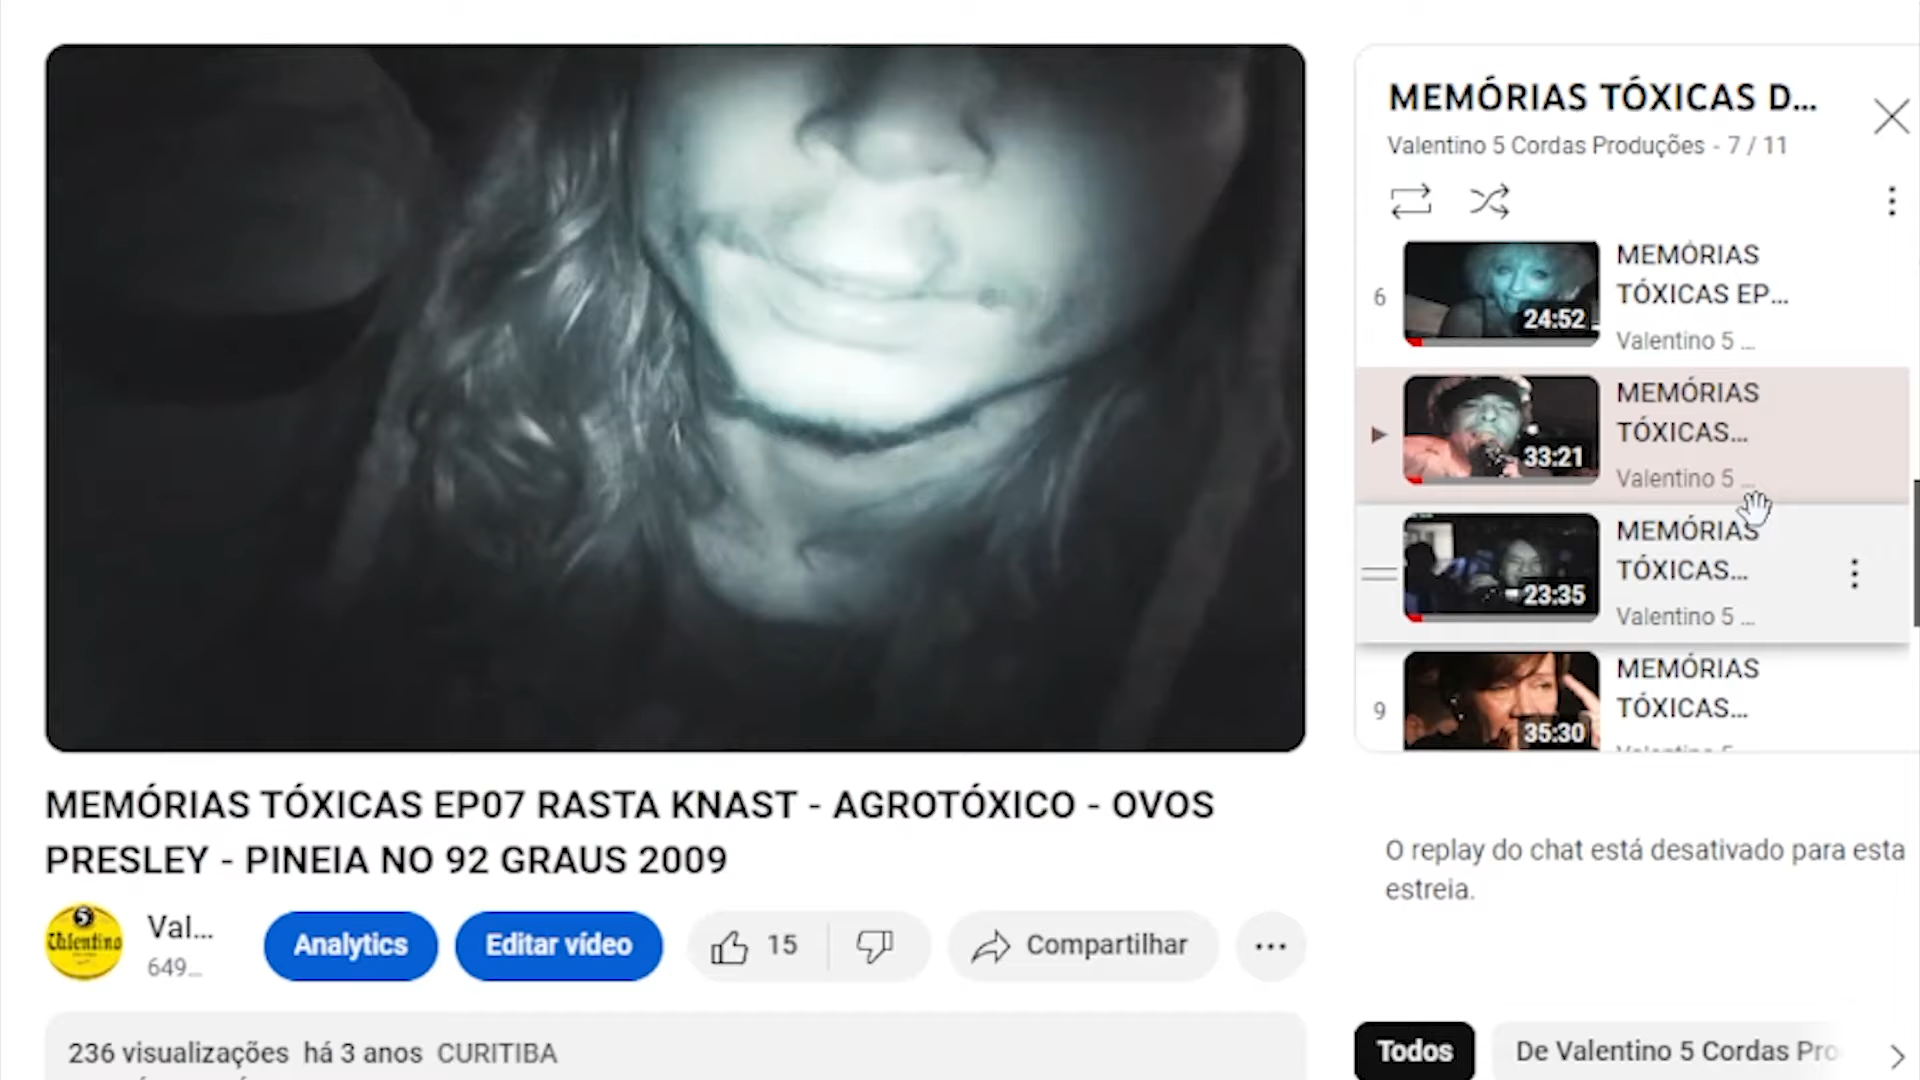 MEMÓRIAS TÓXICAS D...
Valentino 5 Cordas Produções - 7 / 11
6
24:52
MEMÓRIAS
TÓXICAS EP...
Valentino 5 ...
33:21
MEMÓRIAS
TÓXICAS...
Valentino 5 ...
23:35
MEMÓRIAS
TÓXICAS...
Valentino 5 ...
9
35:30
MEMÓRIAS
TÓXICAS...
Valentino 5
MEMÓRIAS TÓXICAS EP07 RASTA KNAST - AGROTÓXICO - OVOS
PRESLEY - PINEIA NO 92 GRAUS 2009
5
Valentino
Val...
649...
Analytics
Editar vídeo
15
Compartilhar
236 visualizações há 3 anos CURITIBA
O replay do chat está desativado para esta
estreia.
Todos
De Valentino 5 Cordas Pro